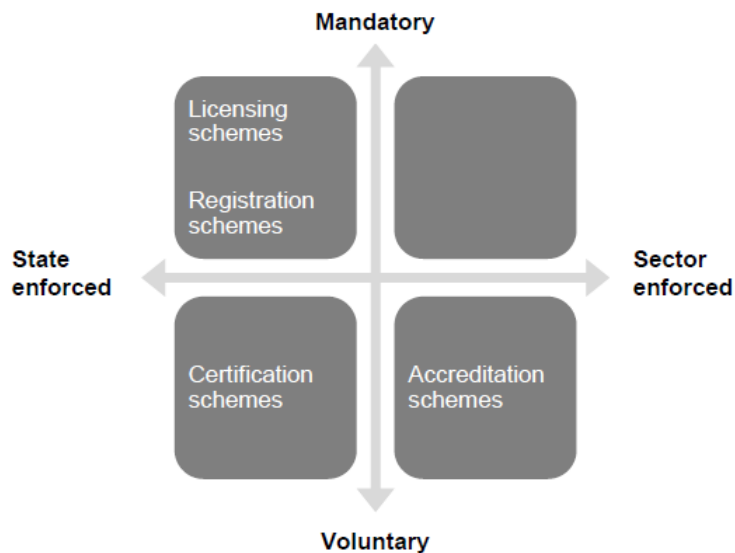 Mandatory
Licensing
schemes
Registration
schemes
State
enforced
Sector
enforced
Certification
schemes
Accreditation
schemes
Voluntary